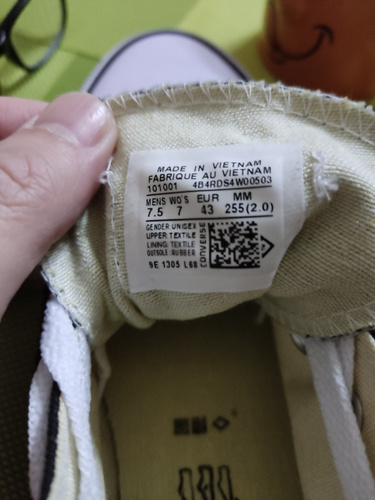 MADE IN VIETNAM
FABRIQUE AU VIETNAM
101001 4B4RDS4W00503
MENS WO'S EUR MM
7.5 7 43 255(2.0)
GENDER:UNISEX
UPPER:TEXTILE
LINING:TEXTILE
OUTSOLE:RUBBER
CONVERSE
9E 1305 L68